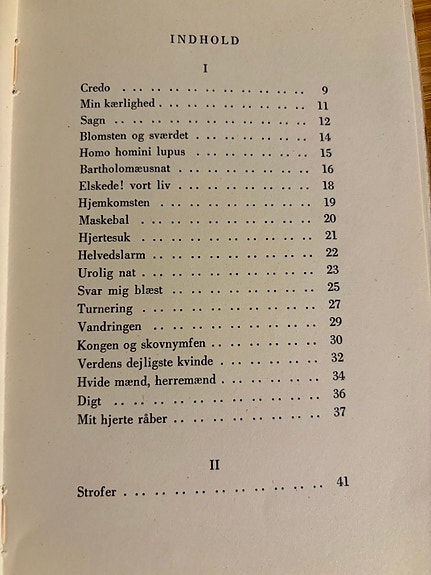 INDHOLD
I
Credo .. .. .. .. .. .. .. .. .. .. 9
Min kærlighed . .. .. .. .. .. .. .. 11
Sagn .. .. .. .. .. .. .. .. .. .. 12
Blomsten og sværdet . .. .. .. .. .. 14
Homo homini lupus .. .. .. .. .. .. 15
Bartholomæusnat .. .. .. .. .. .. .. 16
Elskede! vort liv .. .. .. .. .. .. .. 18
Hjemkomsten .. .. .. .. .. .. .. .. 19
Maskebal .. .. .. .. .. .. .. .. .. 20
Hjertesuk .. .. .. .. .. .. .. .. .. 21
Helvedslarm .. .. .. .. .. .. .. .. 22
Urolig nat . .. .. .. .. .. .. .. .. 23
Svar mig blæst .. .. .. .. .. .. .. 25
Turnering .. .. .. .. .. .. .. .. .. 27
Vandringen .. .. .. .. .. .. .. .. 29
Kongen og skovnymfen .. .. .. .. .. 30
Verdens dejligste kvinde .. .. .. .. .. 32
Hvide mænd, herremænd . .. .. .. .. 34
Digt .. .. .. .. .. .. .. .. .. .. 36
Mit hjerte råber .. .. .. .. .. .. .. 37
II
Strofer . .. .. .. .. .. .. .. .. .. 41